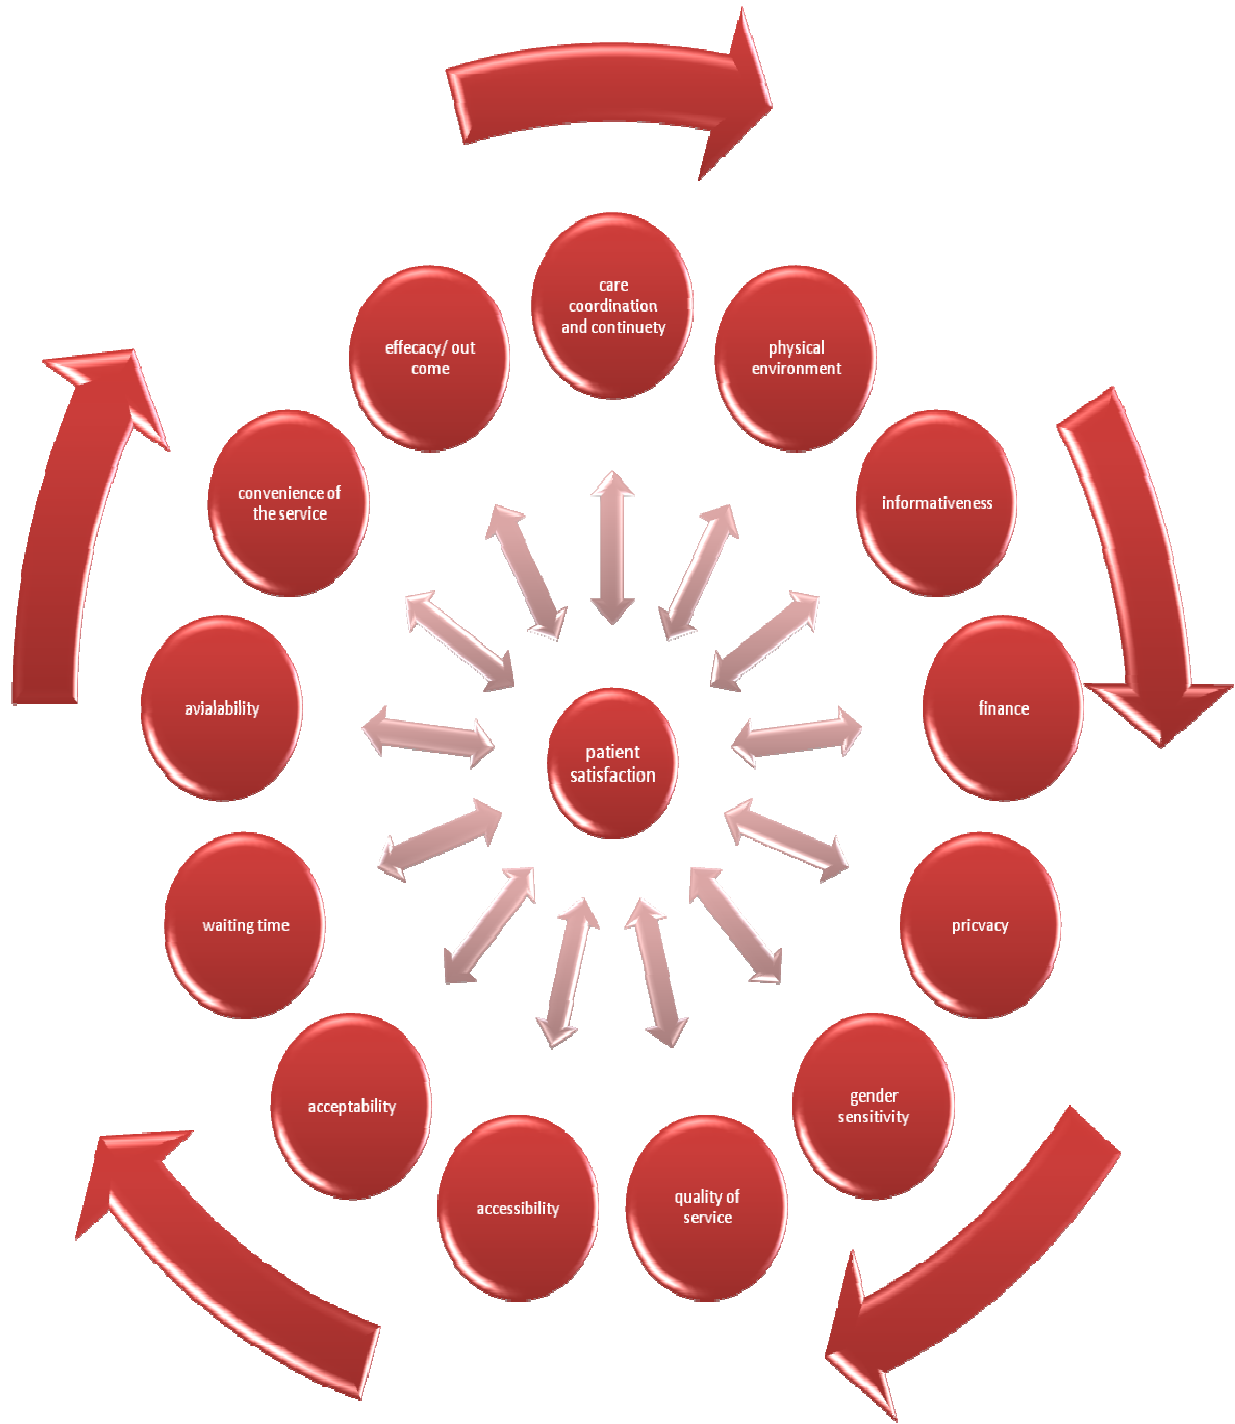 care
coordination
and continuety
physical
environment
informativeness
finance
pricvacy
gender
sensitivity
quality of
service
accessibility
acceptability
waiting time
avialability
convenience of
the service
effecacy/ out
come
patient
satisfaction